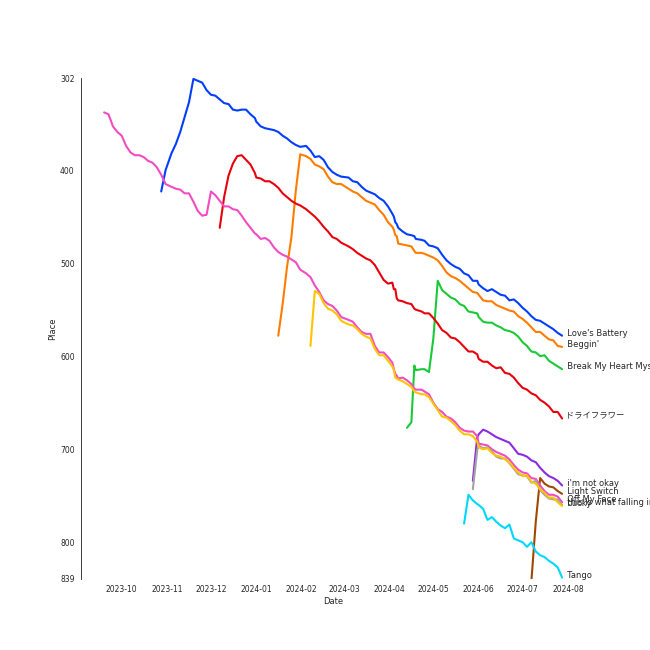 302
400
500
600
700
800
839
Place
2023-10
2023-11
2023-12
2024-01
2024-02
2024-03
2024-04
2024-05
2024-06
2024-07
2024-08
Date
Love's Battery
Beggin'
Break My Heart Mys
ドライフラワー
i'm not okay
Light Switch
Off My Face
what falling i
Tango